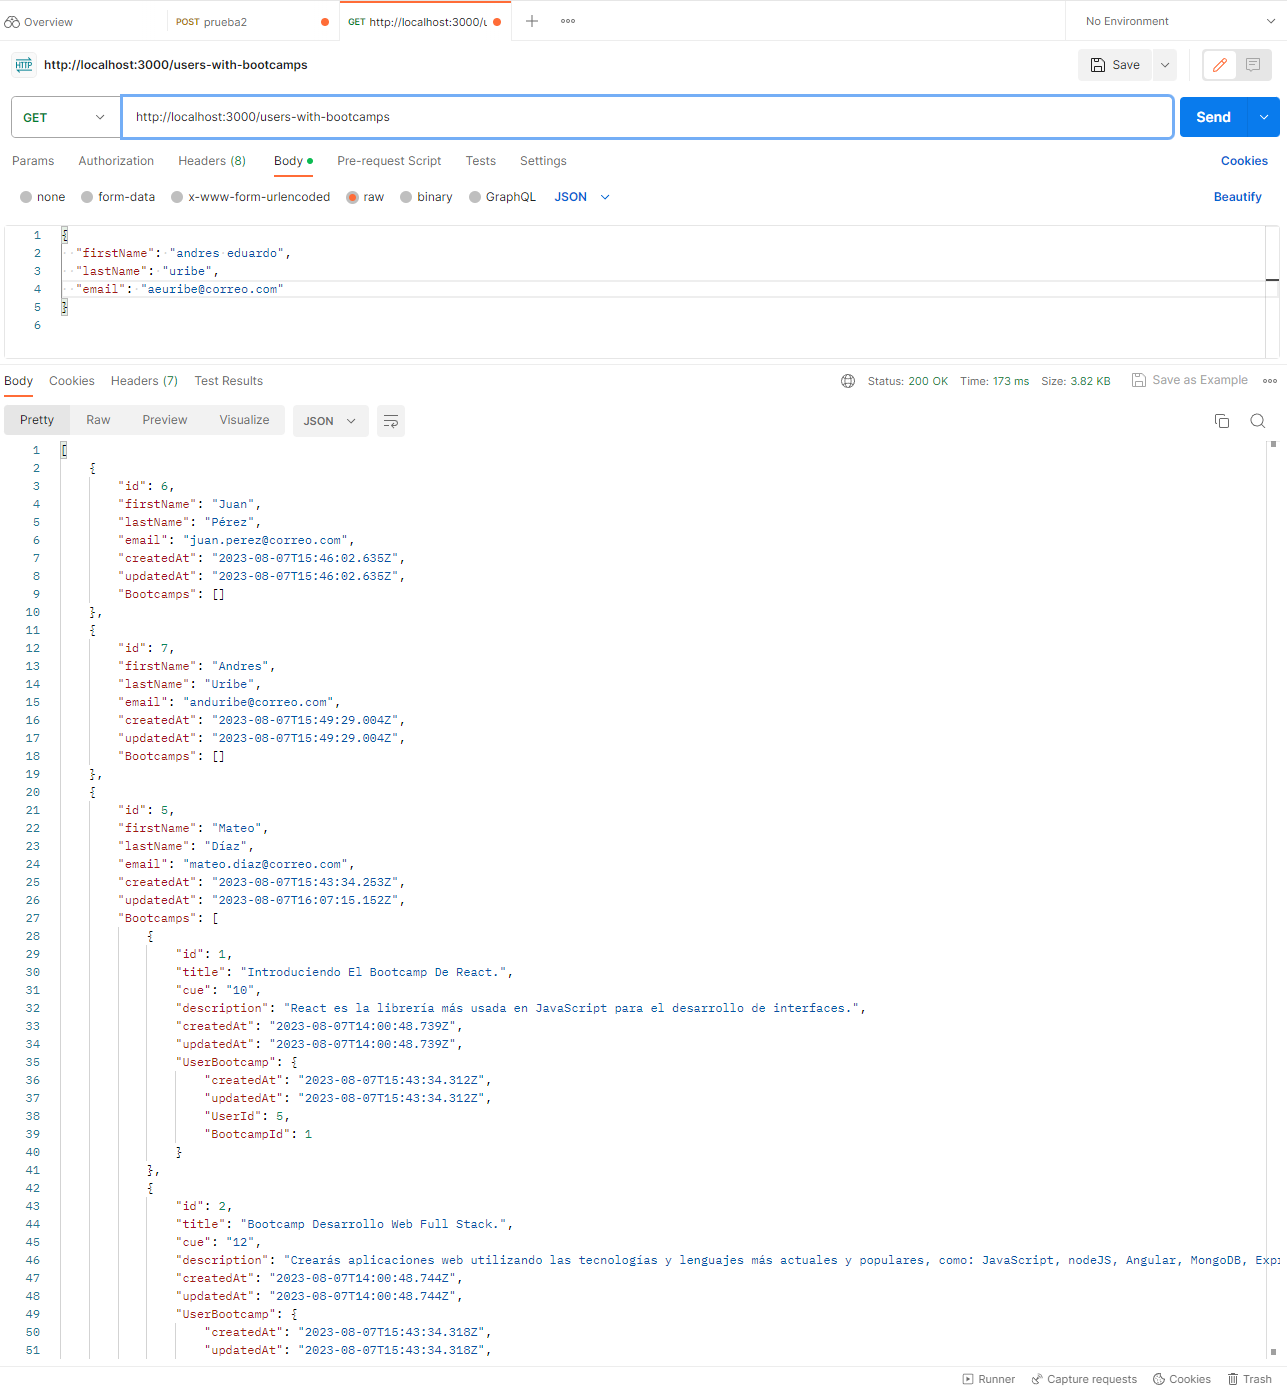 Overview POST prueba2 GET http://localhost:3000/u No Environment
HTTP http://localhost:3000/users-with-bootcamps Save
GET http://localhost:3000/users-with-bootcamps Send
Params Authorization Headers (8) Body Pre-request Script Tests Settings Cookies
none form-data x-www-form-urlencoded raw binary GraphQL JSON Beautify
1 {
2 "firstName": "andres eduardo",
3 "lastName": "uribe",
4 "email": "aeuribe@correo.com"
5 }
6
Body Cookies Headers (7) Test Results Status: 200 OK Time: 173 ms Size: 3.82 KB Save as Example
Pretty Raw Preview Visualize JSON
1 [
2 {
3 "id": 6,
4 "firstName": "Juan",
5 "lastName": "Pérez",
6 "email": "juan.perez@correo.com",
7 "createdAt": "2023-08-07T15:46:02.635Z",
8 "updatedAt": "2023-08-07T15:46:02.635Z",
9 "Bootcamps": []
10 },
11 {
12 "id": 7,
13 "firstName": "Andres",
14 "lastName": "Uribe",
15 "email": "anduribe@correo.com",
16 "createdAt": "2023-08-07T15:49:29.004Z",
17 "updatedAt": "2023-08-07T15:49:29.004Z",
18 "Bootcamps": []
19 },
20 {
21 "id": 5,
22 "firstName": "Mateo",
23 "lastName": "Díaz",
24 "email": "mateo.diaz@correo.com",
25 "createdAt": "2023-08-07T15:43:34.253Z",
26 "updatedAt": "2023-08-07T16:07:15.152Z",
27 "Bootcamps": [
28 {
29 "id": 1,
30 "title": "Introduciendo El Bootcamp De React.",
31 "cue": "10",
32 "description": "React es la librería más usada en JavaScript para el desarrollo de interfaces.",
33 "createdAt": "2023-08-07T14:00:48.739Z",
34 "updatedAt": "2023-08-07T14:00:48.739Z",
35 "UserBootcamp": {
36 "createdAt": "2023-08-07T15:43:34.312Z",
37 "updatedAt": "2023-08-07T15:43:34.312Z",
38 "UserId": 5,
39 "BootcampId": 1
40 }
41 },
42 {
43 "id": 2,
44 "title": "Bootcamp Desarrollo Web Full Stack.",
45 "cue": "12",
46 "description": "Crearás aplicaciones web utilizando las tecnologías y lenguajes más actuales y populares, como: JavaScript, nodeJS, Angular, MongoDB, Exp
47 "createdAt": "2023-08-07T14:00:48.744Z",
48 "updatedAt": "2023-08-07T14:00:48.744Z",
49 "UserBootcamp": {
50 "createdAt": "2023-08-07T15:43:34.318Z",
51 "updatedAt": "2023-08-07T15:43:34.318Z",
Runner Capture requests Cookies Trash